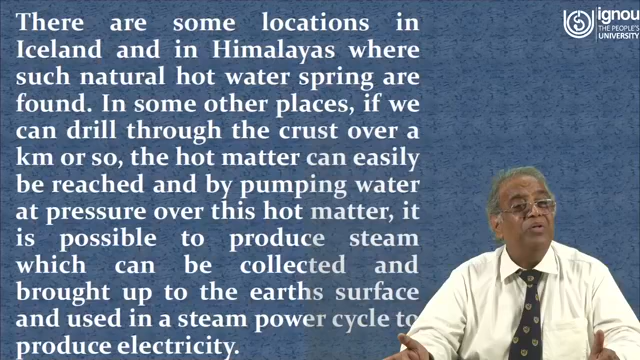 There are some locations in
Iceland and in Himalayas where
such natural hot water spring are
found. In some other places, if we
can drill through the crust over a
km or so, the hot matter can easily
be reached and by pumping water
at pressure over this hot matter, it
is possible to produce steam
which can be collected and
brought up to the earths surface
and used in a steam power cycle to
produce electricity.
ignou
THE PEOPLE'S
UNIVERSITY